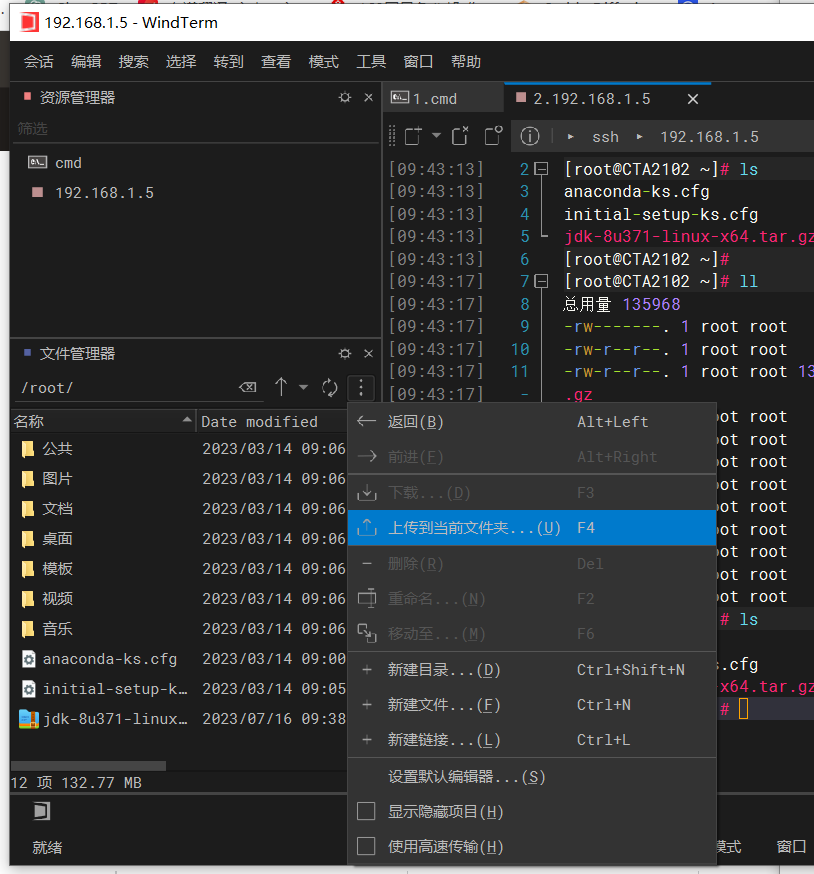 192.168.1.5 - WindTerm
会话 编辑 搜索 选择 转到 查看 模式 工具 窗口 帮助
资源管理器
筛选
cmd
192.168.1.5
文件管理器
/root/
名称 Date modified
公共 2023/03/14 09:06
图片 2023/03/14 09:06
文档 2023/03/14 09:06
桌面 2023/03/14 09:06
模板 2023/03/14 09:06
视频 2023/03/14 09:06
音乐 2023/03/14 09:06
anaconda-ks.cfg 2023/03/14 09:00
initial-setup-k... 2023/03/14 09:05
jdk-8u371-linux... 2023/07/16 09:38
12 项 132.77 MB
就绪
1.cmd 2.192.168.1.5
ssh 192.168.1.5
[09:43:13] 2 [root@CTA2102 ~]# ls
[09:43:13] 3 anaconda-ks.cfg
[09:43:13] 4 initial-setup-ks.cfg
[09:43:13] 5 jdk-8u371-linux-x64.tar.gz
[09:43:13] 6 [root@CTA2102 ~]#
[09:43:17] 7 [root@CTA2102 ~]# ll
[09:43:17] 8 总用量 135968
[09:43:17] 9 -rw-------. 1 root root
[09:43:17] 10 -rw-r--r--. 1 root root
[09:43:17] 11 -rw-r--r--. 1 root root 13
[09:43:17] - .gz
返回(B) Alt+Left
前进(F) Alt+Right
下载...(D) F3
上传到当前文件夹...(U) F4
删除(R) Del
重命名...(N) F2
移动至...(M) F6
新建目录...(D) Ctrl+Shift+N
新建文件...(F) Ctrl+N
新建链接...(L) Ctrl+L
设置默认编辑器...(S)
显示隐藏项目(H)
使用高速传输(H)
oot root
oot root
oot root
oot root
oot root
oot root
oot root
oot root
oot root
# ls
s.cfg
x64.tar.gz
#
模式 窗口